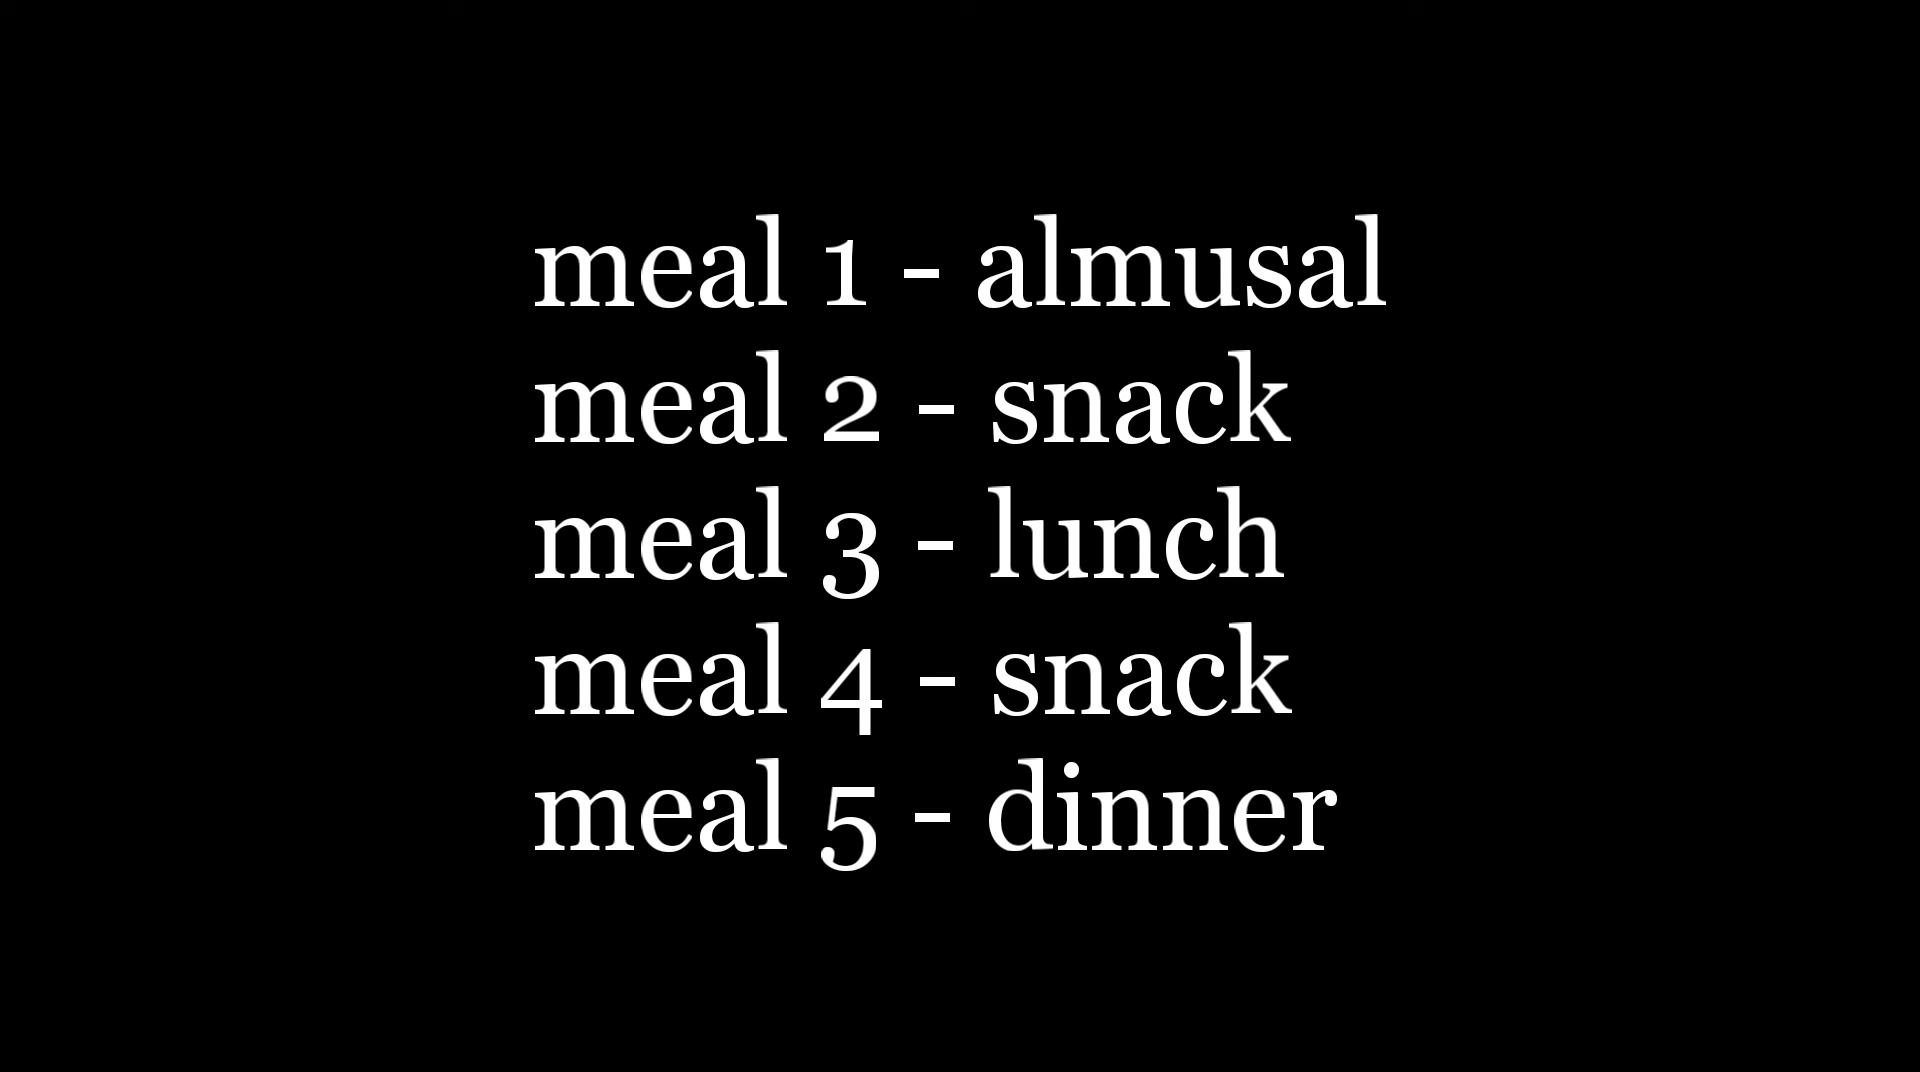 meal 1 - almusal
meal 2 - snack
meal 3 - lunch
meal 4 - snack
meal 5 - dinner